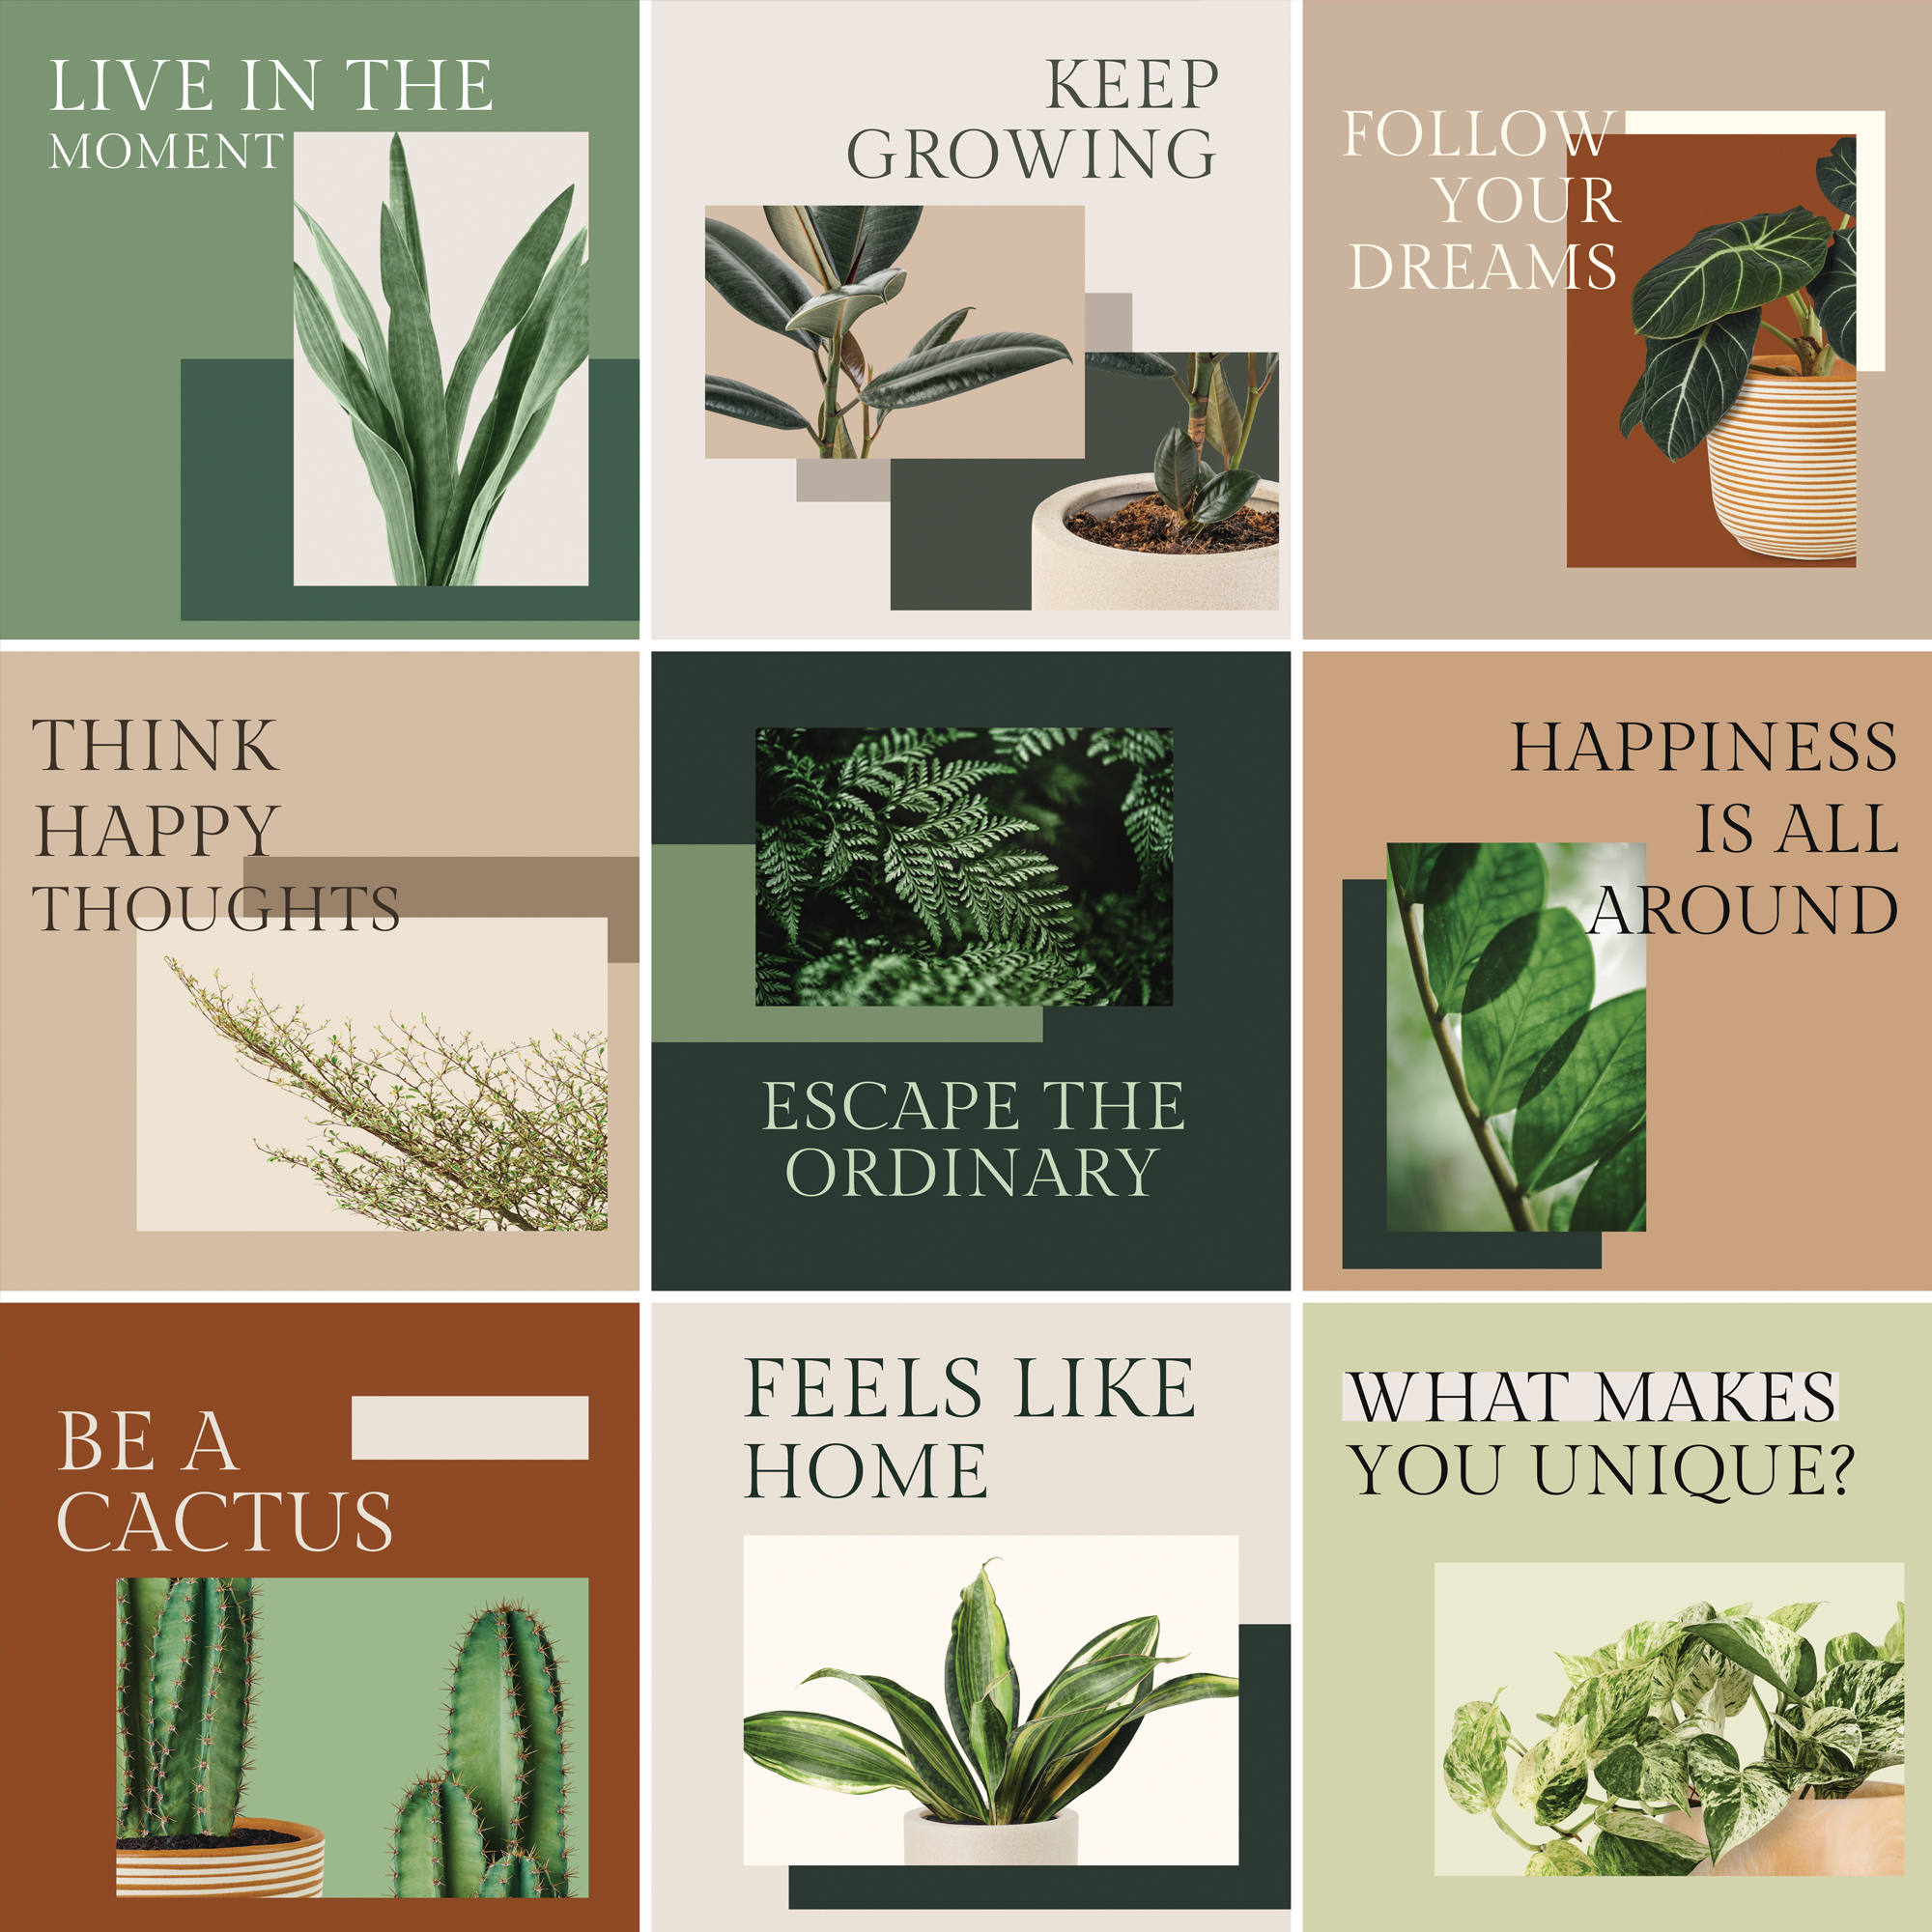 LIVE IN THE
MOMENT
KEEP
GROWING
FOLLOW
YOUR
DREAMS
THINK
HAPPY
THOUGHTS
ESCAPE THE
ORDINARY
HAPPINESS
IS ALL
AROUND
BE A
CACTUS
FEELS LIKE
HOME
WHAT MAKES
YOU UNIQUE?